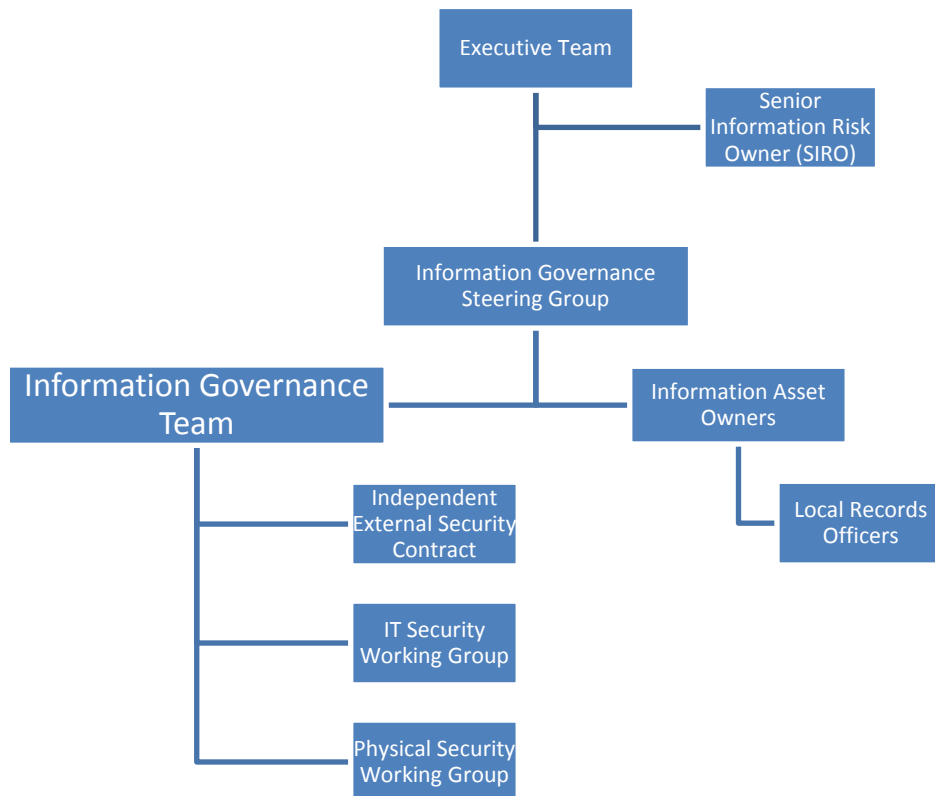 Executive Team
Senior
Information Risk
Owner (SIRO)
Information Governance
Steering Group
Information Governance
Team
Information Asset
Owners
Independent
External Security
Contract
Local Records
Officers
IT Security
Working Group
Physical Security
Working Group